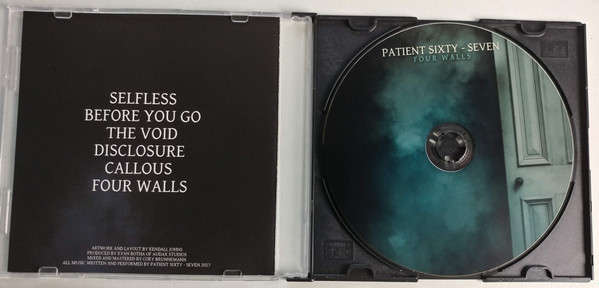 SELFLESS
BEFORE YOU GO
THE VOID
DISCLOSURE
CALLOUS
FOUR WALLS
ARTWORK AND LAYOUT BY KENDALL JOHNS
PRODUCED BY RYAN BOTHA OF AUDAX STUDIOS
MIXED AND MASTERED BY CORY BRUNNEMANN
ALL MUSIC WRITTEN AND PERFORMED BY PATIENT SIXTY - SEVEN 2017
PATIENT SIXTY - SEVEN
FOUR WALLS